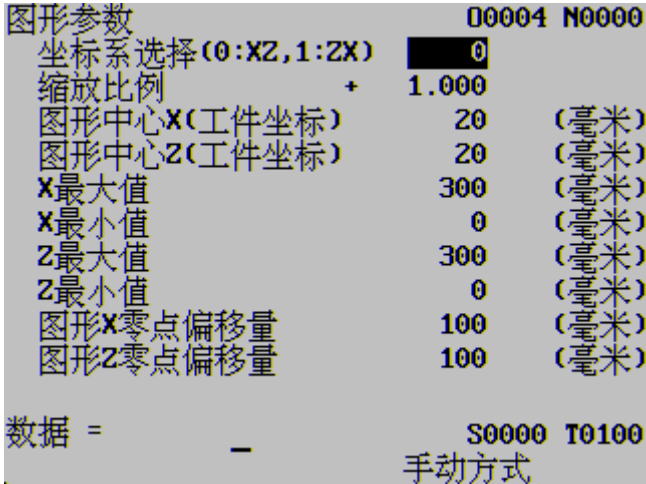 图形参数 O0004 N0000
坐标系选择(0:XZ,1:ZX) 0
缩放比例 + 1.000
图形中心X(工件坐标) 20 (毫米)
图形中心Z(工件坐标) 20 (毫米)
X最大值 300 (毫米)
X最小值 0 (毫米)
Z最大值 300 (毫米)
Z最小值 0 (毫米)
图形X零点偏移量 100 (毫米)
图形Z零点偏移量 100 (毫米)
数据 = _ S0000 T0100
手动方式